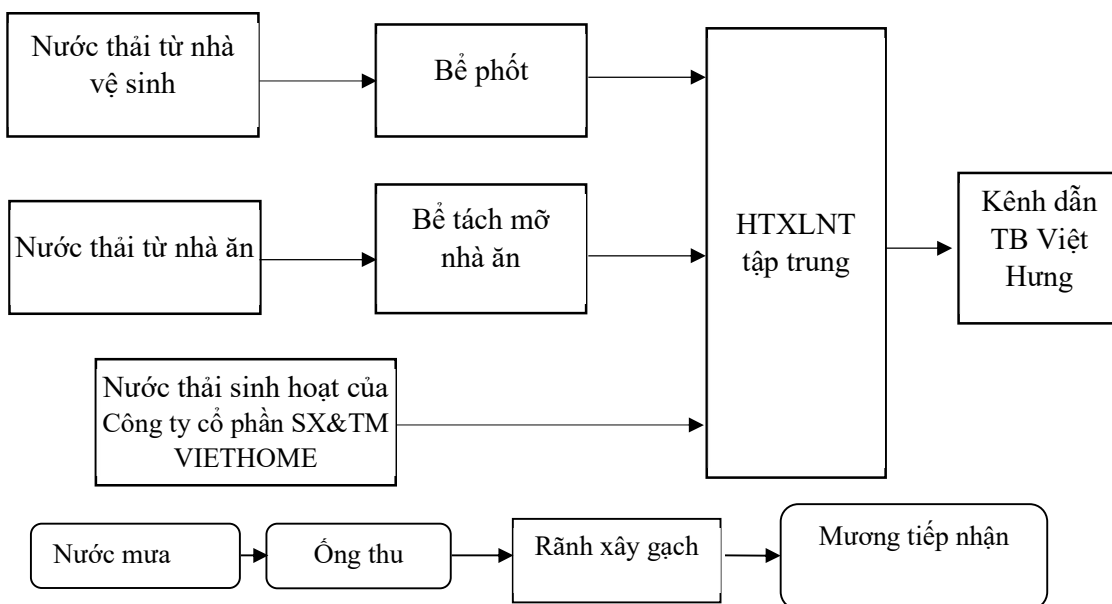 Nước thải từ nhà
vệ sinh
Bể phốt
Nước thải từ nhà ăn
Bể tách mỡ
nhà ăn
Nước thải sinh hoạt của
Công ty cổ phần SX&TM
VIETHOME
HTXLNT
tập trung
Kênh dẫn
TB Việt
Hưng
Nước mưa
Ống thu
Rãnh xây gạch
Mương tiếp nhận